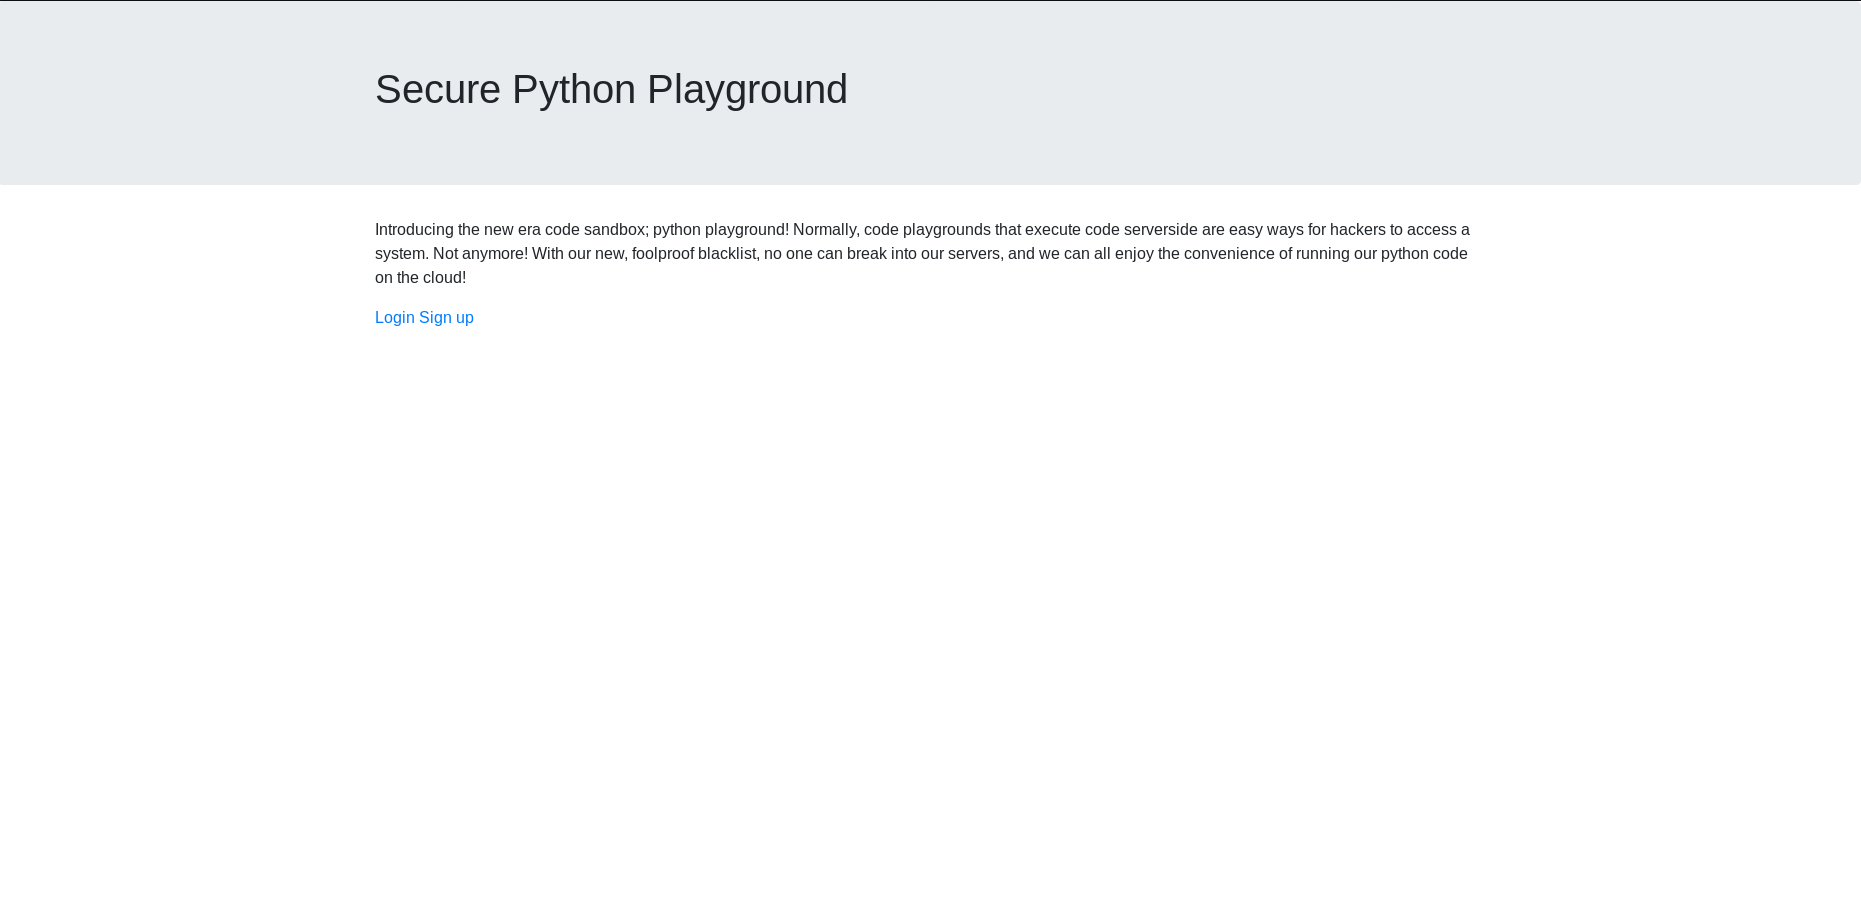 Secure Python Playground
Introducing the new era code sandbox; python playground! Normally, code playgrounds that execute code serverside are easy ways for hackers to access a
system. Not anymore! With our new, foolproof blacklist, no one can break into our servers, and we can all enjoy the convenience of running our python code
on the cloud!
Login Sign up